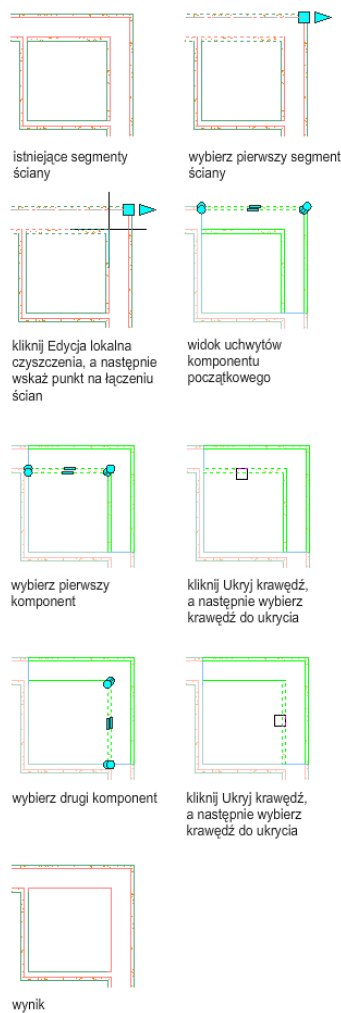 istniejące segmenty
ściany
wybierz pierwszy segment
ściany
kliknij Edycja lokalna
czyszczenia, a następnie
wskaż punkt na łączeniu
ścian
widok uchwytów
komponentu
początkowego
wybierz pierwszy
komponent
kliknij Ukryj krawędź,
a następnie wybierz
krawędź do ukrycia
wybierz drugi komponent
kliknij Ukryj krawędź,
a następnie wybierz
krawędź do ukrycia
wynik